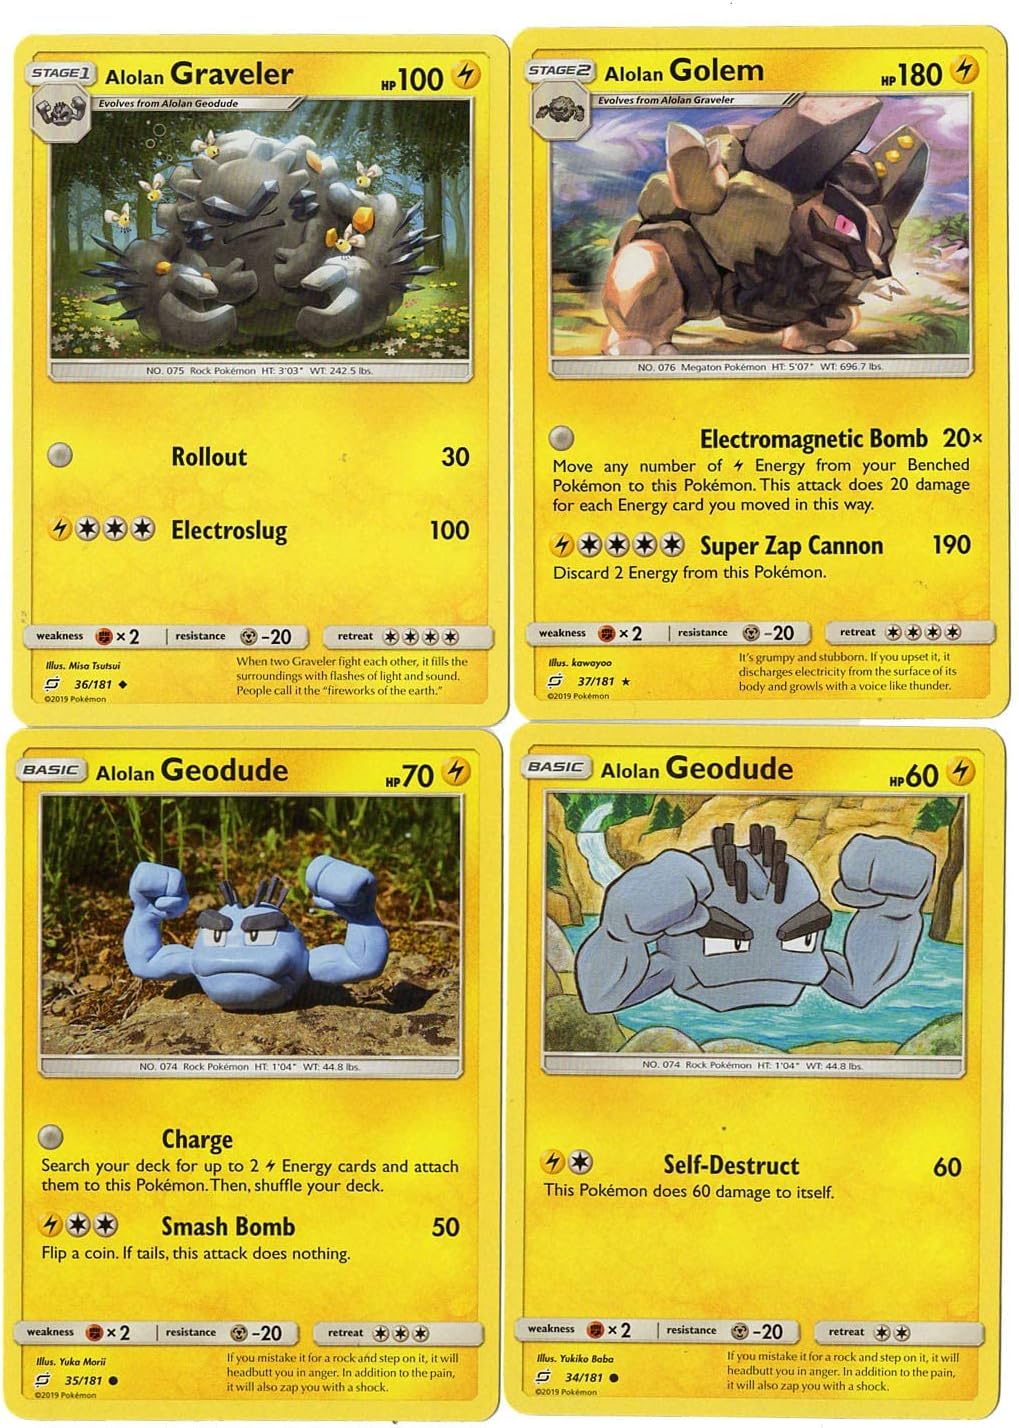 STAGE1 Alolan Graveler HP100
Evolves from Alolan Geodude
NO. 075 Rock Pokémon HT: 3'03" WT: 242.5 lbs.
Rollout 30
Electroslug 100
weakness ×2 resistance -20 retreat
Illus. Misa Tsutsui
36/181
©2019 Pokémon
When two Graveler fight each other, it fills the
surroundings with flashes of light and sound.
People call it the "fireworks of the earth."
STAGE2 Alolan Golem HP180
Evolves from Alolan Graveler
NO. 076 Megaton Pokémon HT: 5'07" WT: 696.7 lbs.
Electromagnetic Bomb 20×
Move any number of Energy from your Benched
Pokémon to this Pokémon. This attack does 20 damage
for each Energy card you moved in this way.
Super Zap Cannon 190
Discard 2 Energy from this Pokémon.
weakness ×2 resistance -20 retreat
Illus. kawayoo
37/181 ★
©2019 Pokémon
It's grumpy and stubborn. If you upset it, it
discharges electricity from the surface of its
body and growls with a voice like thunder.
BASIC Alolan Geodude HP70
NO. 074 Rock Pokémon HT: 1'04" WT: 44.8 lbs.
Charge
Search your deck for up to 2 Energy cards and attach
them to this Pokémon. Then, shuffle your deck.
Smash Bomb 50
Flip a coin. If tails, this attack does nothing.
weakness ×2 resistance -20 retreat
Illus. Yuka Morii
35/181
©2019 Pokémon
If you mistake it for a rock and step on it, it will
headbutt you in anger. In addition to the pain,
it will also zap you with a shock.
BASIC Alolan Geodude HP60
NO. 074 Rock Pokémon HT: 1'04" WT: 44.8 lbs.
Self-Destruct 60
This Pokémon does 60 damage to itself.
weakness ×2 resistance -20 retreat
Illus. Yukiko Baba
34/181
©2019 Pokémon
If you mistake it for a rock and step on it, it will
headbutt you in anger. In addition to the pain,
it will also zap you with a shock.